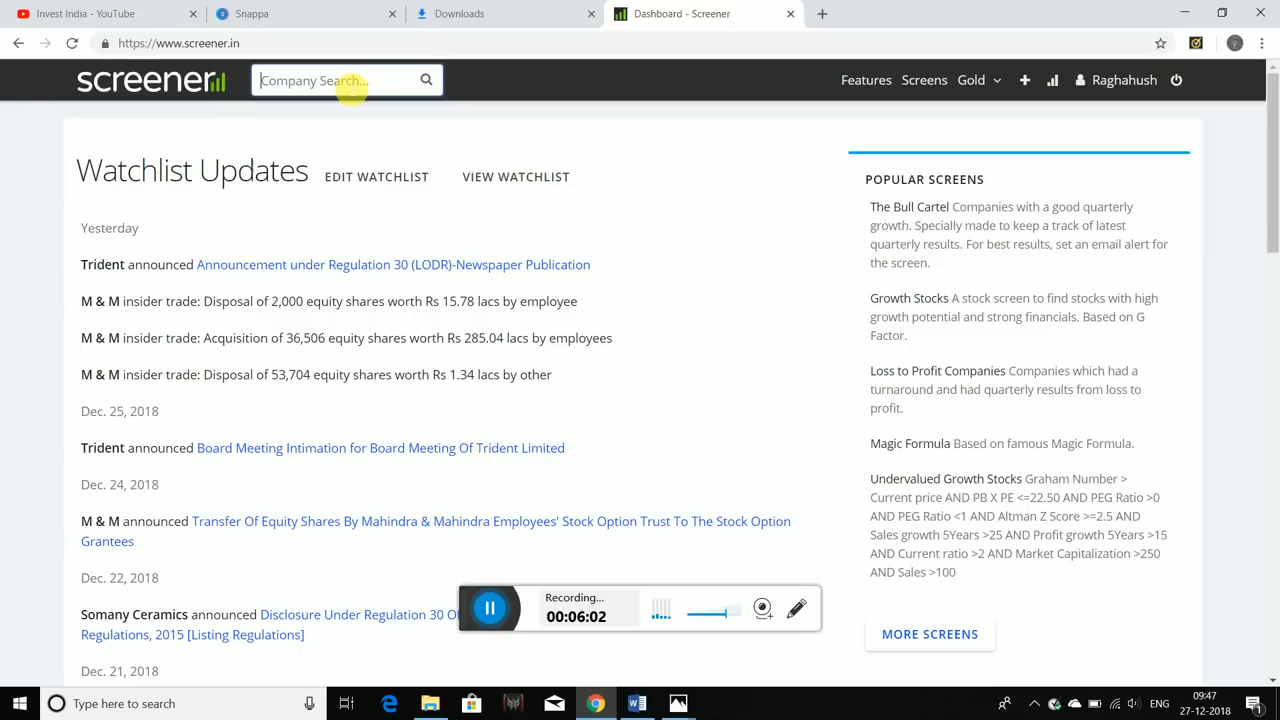 Invest India - YouTube
Snappa
Downloads
Dashboard - Screener
https://www.screener.in
screener
Company Search...
Features
Screens
Gold
Raghahush
Watchlist Updates
EDIT WATCHLIST
VIEW WATCHLIST
Yesterday
Trident announced Announcement under Regulation 30 (LODR)-Newspaper Publication
M & M insider trade: Disposal of 2,000 equity shares worth Rs 15.78 lacs by employee
M & M insider trade: Acquisition of 36,506 equity shares worth Rs 285.04 lacs by employees
M & M insider trade: Disposal of 53,704 equity shares worth Rs 1.34 lacs by other
Dec. 25, 2018
Trident announced Board Meeting Intimation for Board Meeting Of Trident Limited
Dec. 24, 2018
M & M announced Transfer Of Equity Shares By Mahindra & Mahindra Employees' Stock Option Trust To The Stock Option
Grantees
Dec. 22, 2018
Somany Ceramics announced Disclosure Under Regulation 30 Of
Regulations, 2015 [Listing Regulations]
Dec. 21, 2018
POPULAR SCREENS
The Bull Cartel Companies with a good quarterly
growth. Specially made to keep a track of latest
quarterly results. For best results, set an email alert for
the screen.
Growth Stocks A stock screen to find stocks with high
growth potential and strong financials. Based on G
Factor.
Loss to Profit Companies Companies which had a
turnaround and had quarterly results from loss to
profit.
Magic Formula Based on famous Magic Formula.
Undervalued Growth Stocks Graham Number >
Current price AND PB X PE <=22.50 AND PEG Ratio >0
AND PEG Ratio <1 AND Altman Z Score >=2.5 AND
Sales growth 5Years >25 AND Profit growth 5Years >15
AND Current ratio >2 AND Market Capitalization >250
AND Sales >100
MORE SCREENS
Recording...
00:06:02
Type here to search
ENG
09:47
27-12-2018